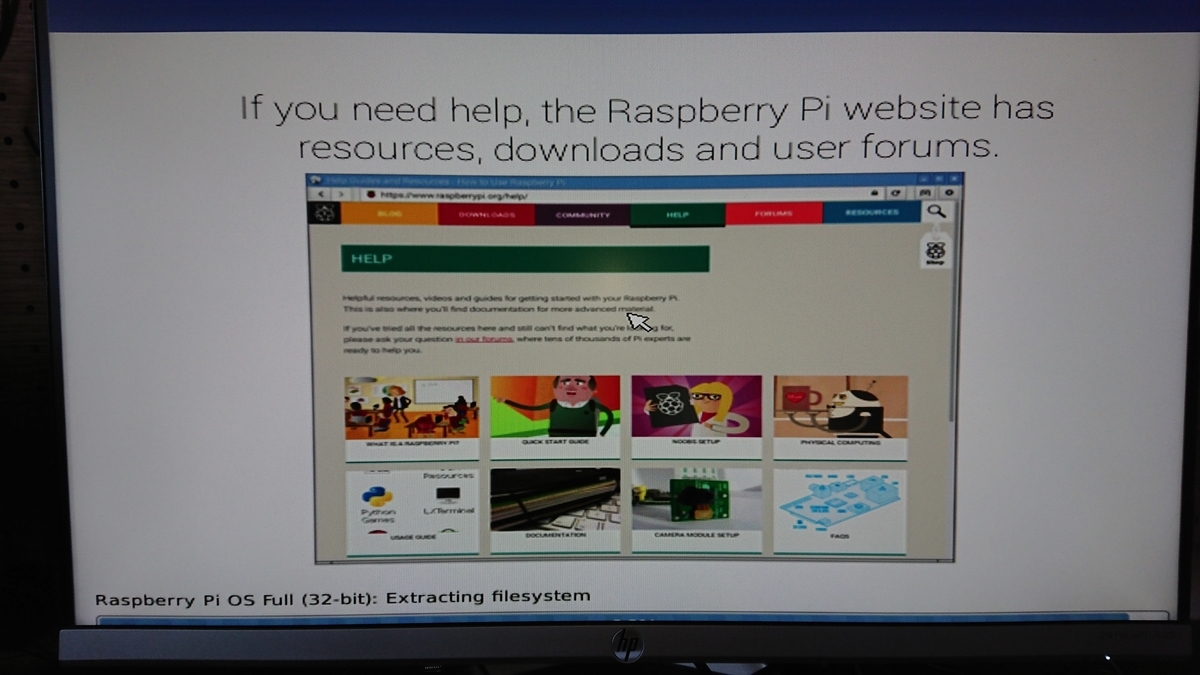 If you need help, the Raspberry Pi website has
resources, downloads and user forums.
Help Guides and Resources - How to Use Raspberry Pi
https://www.raspberrypi.org/help/
BLOG
DOWNLOADS
COMMUNITY
HELP
FORUMS
RESOURCES
Shop
HELP
Helpful resources, videos and guides for getting started with your Raspberry Pi.
This is also where you'll find documentation for more advanced material.
If you've tried all the resources here and still can't find what you're for,
please ask your question in our forums, where tens of thousands of Pi experts are
ready to help you.
WHAT IS A RASPBERRY PI?
QUICK START GUIDE
NOOBS SETUP
PHYSICAL COMPUTING
Resources
Python
Games
LXTerminal
USAGE GUIDE
DOCUMENTATION
CAMERA MODULE SETUP
FAQS
Raspberry Pi OS Full (32-bit): Extracting filesystem
hp